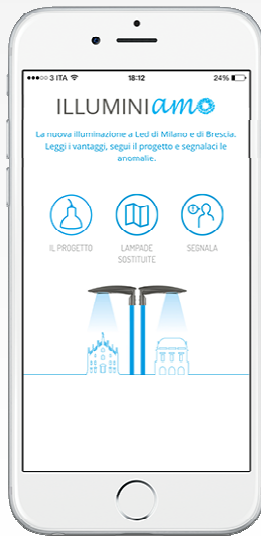 3 ITA 18:12 24%
ILLUMINIamo
La nuova illuminazione a Led di Milano e di Brescia.
Leggi i vantaggi, segui il progetto e segnalaci le
anomalie.
IL PROGETTO
LAMPADE
SOSTITUITE
SEGNALA